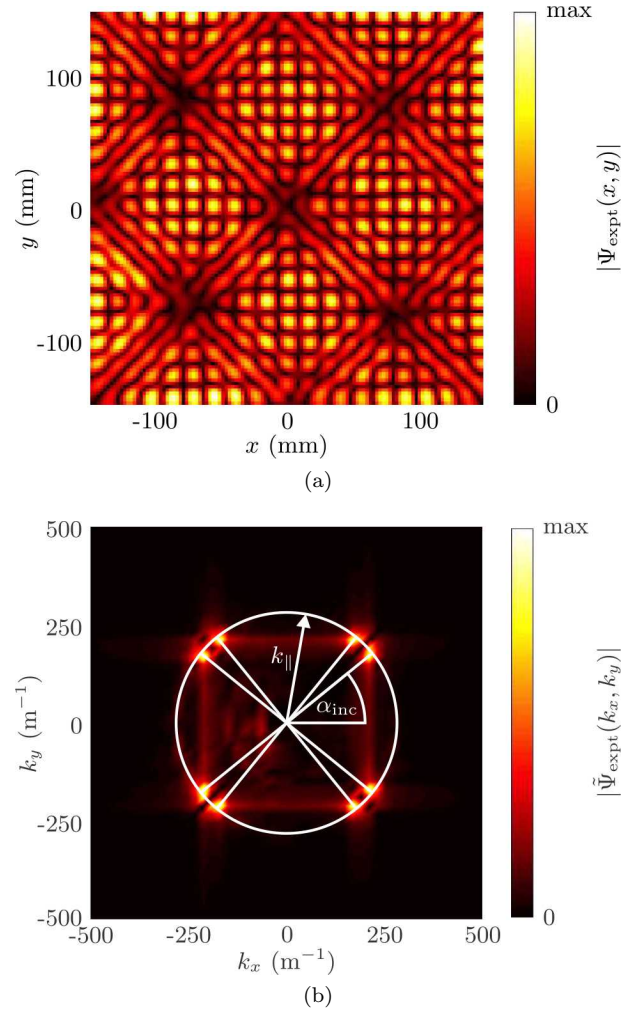 max
100
0
-100
y (mm)
-100 0 100
x (mm)
|Ψexpt(x, y)|
0
(a)
500
250
0
-250
-500
ky (m⁻¹)
k∥
αinc
-500 -250 0 250 500
kx (m⁻¹)
max
|Ψ̃expt(kx, ky)|
0
(b)